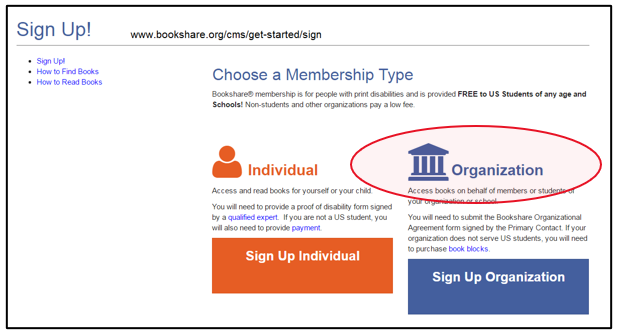 Sign Up!
www.bookshare.org/cms/get-started/sign
Sign Up!
How to Find Books
How to Read Books
Choose a Membership Type
Bookshare® membership is for people with print disabilities and is provided FREE to US Students of any age and
Schools! Non-students and other organizations pay a low fee.
Individual
Access and read books for yourself or your child.
You will need to provide a proof of disability form signed
by a qualified expert. If you are not a US student, you
will also need to provide payment.
Sign Up Individual
Organization
Access books on behalf of members or students of
your organization or school.
You will need to submit the Bookshare Organizational
Agreement form signed by the Primary Contact. If your
organization does not serve US students, you will need
to purchase book blocks.
Sign Up Organization